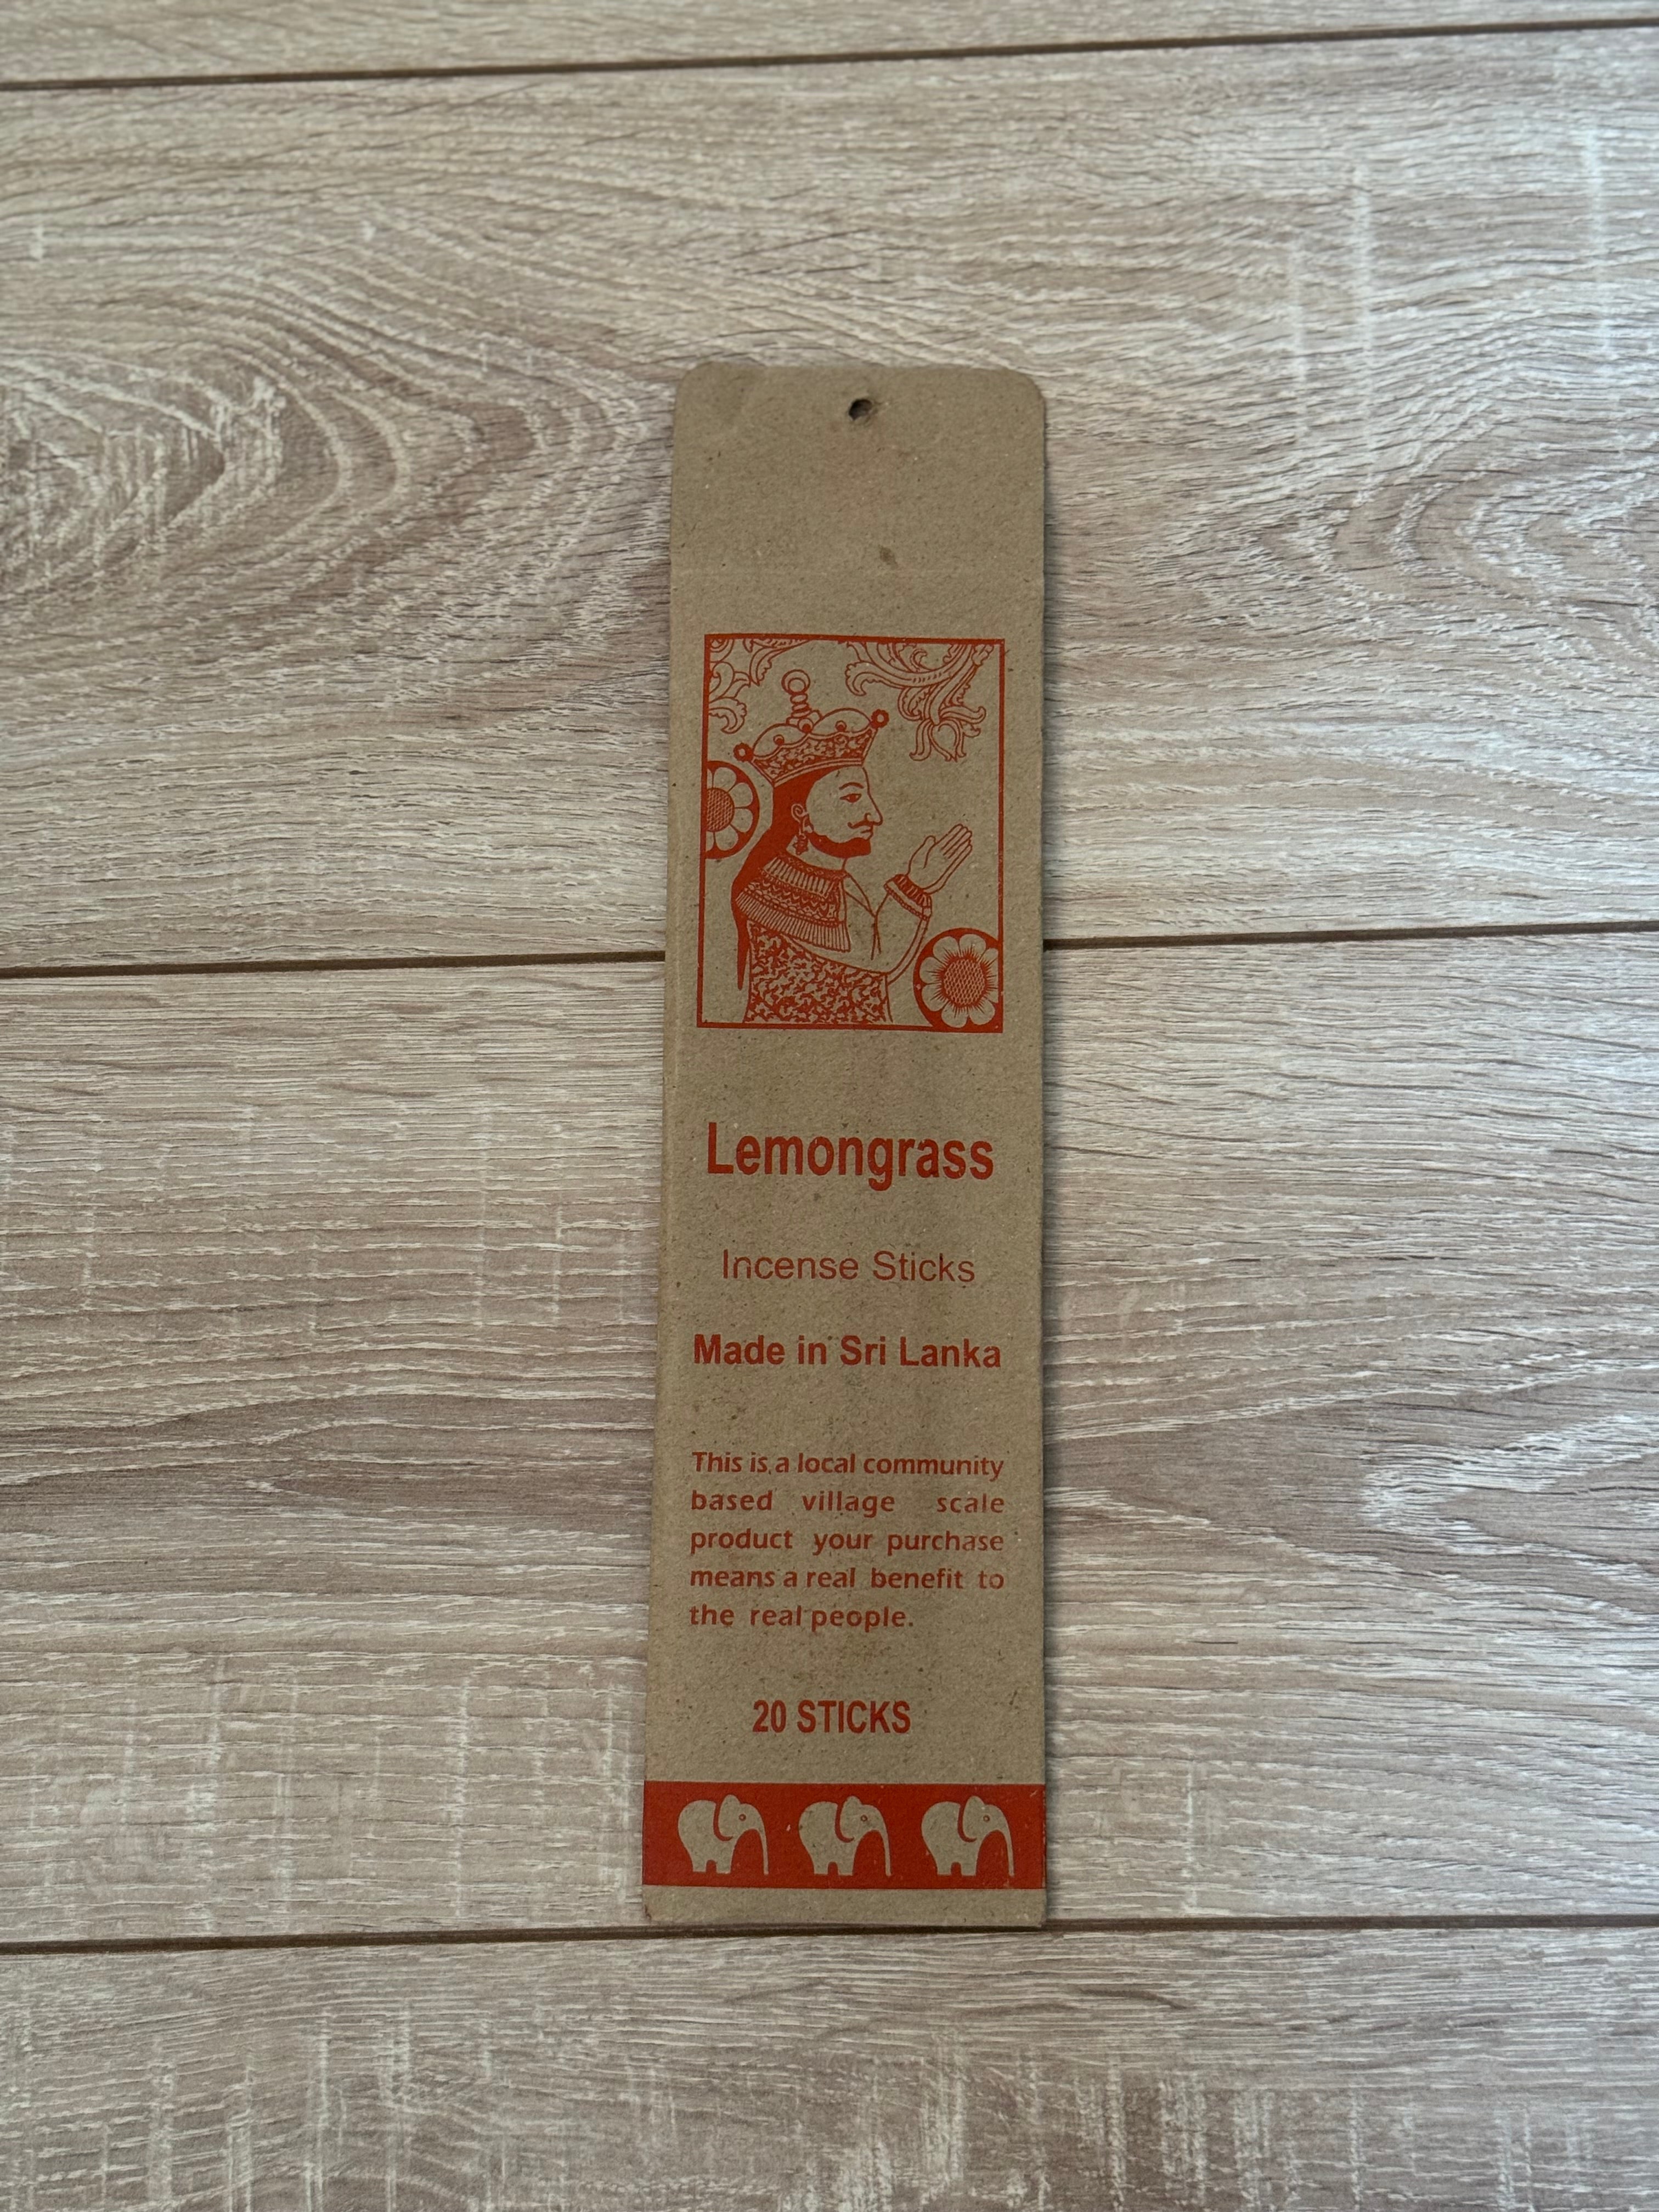 Lemongrass
Incense Sticks
Made in Sri Lanka
This is a local community
based village scale
product your purchase
means a real benefit to
the real people.
20 STICKS